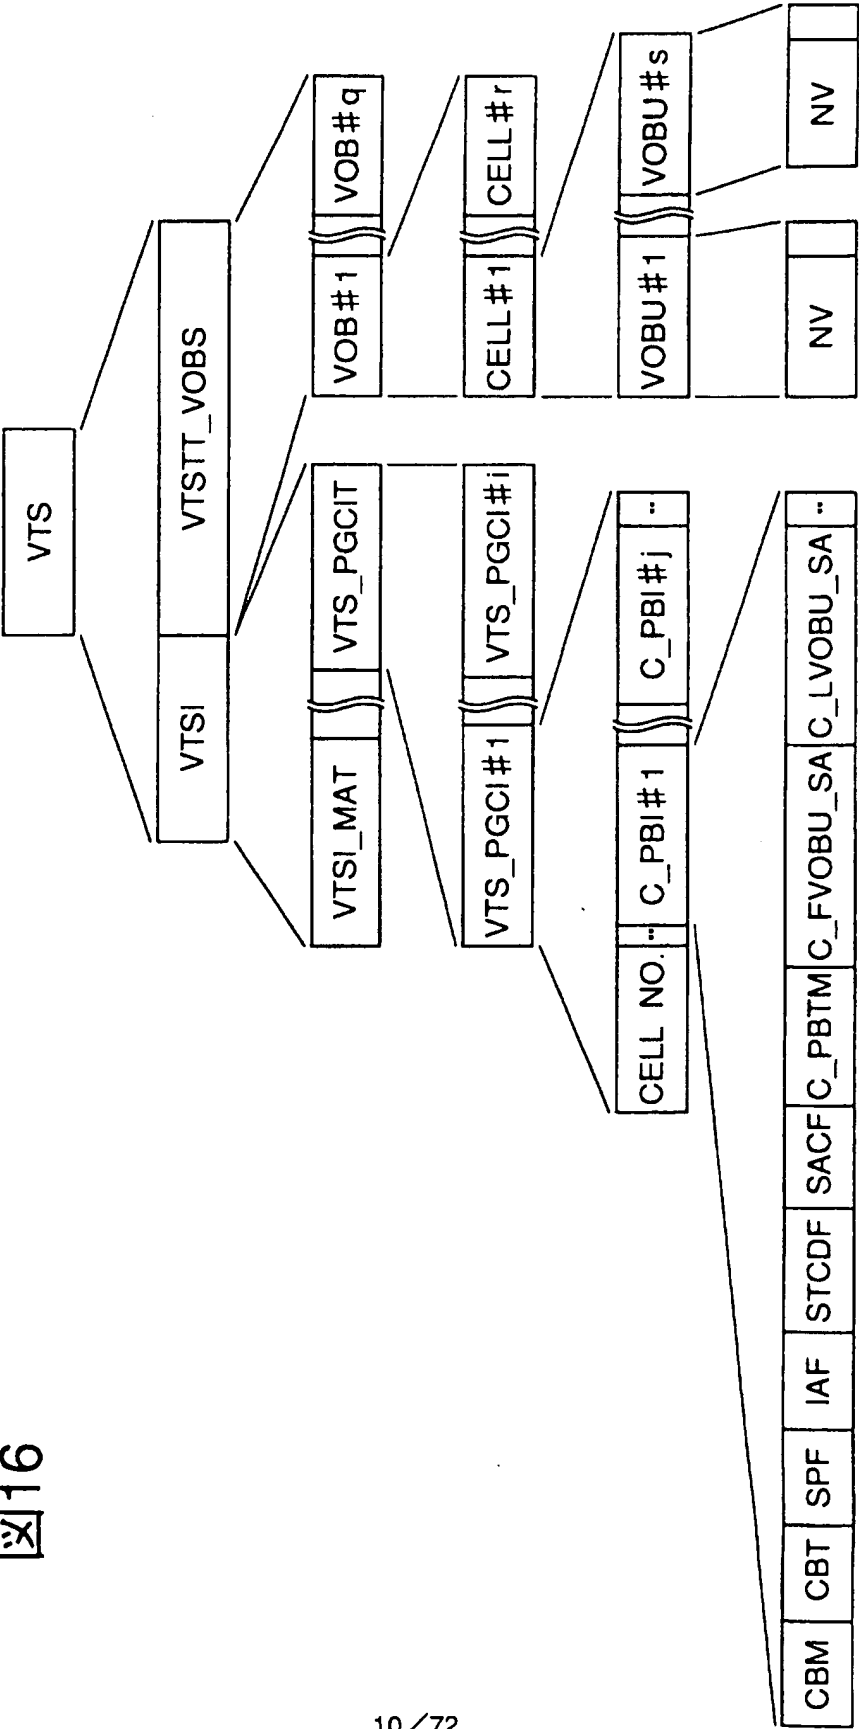 図16
VTS
VTSI VTSTT_VOBS
VTSI_MAT VTS_PGCIT VOB#1 VOB#q
VTS_PGCI#1 VTS_PGCI#i CELL#1 CELL#r
CELL NO. ‥ C_PBI#1 C_PBI#j ‥ VOBU#1 VOBU#s
CBM CBT SPF IAF STCDF SACF C_PBTM C_FVOBU_SA C_LVOBU_SA ‥ NV NV
10/72